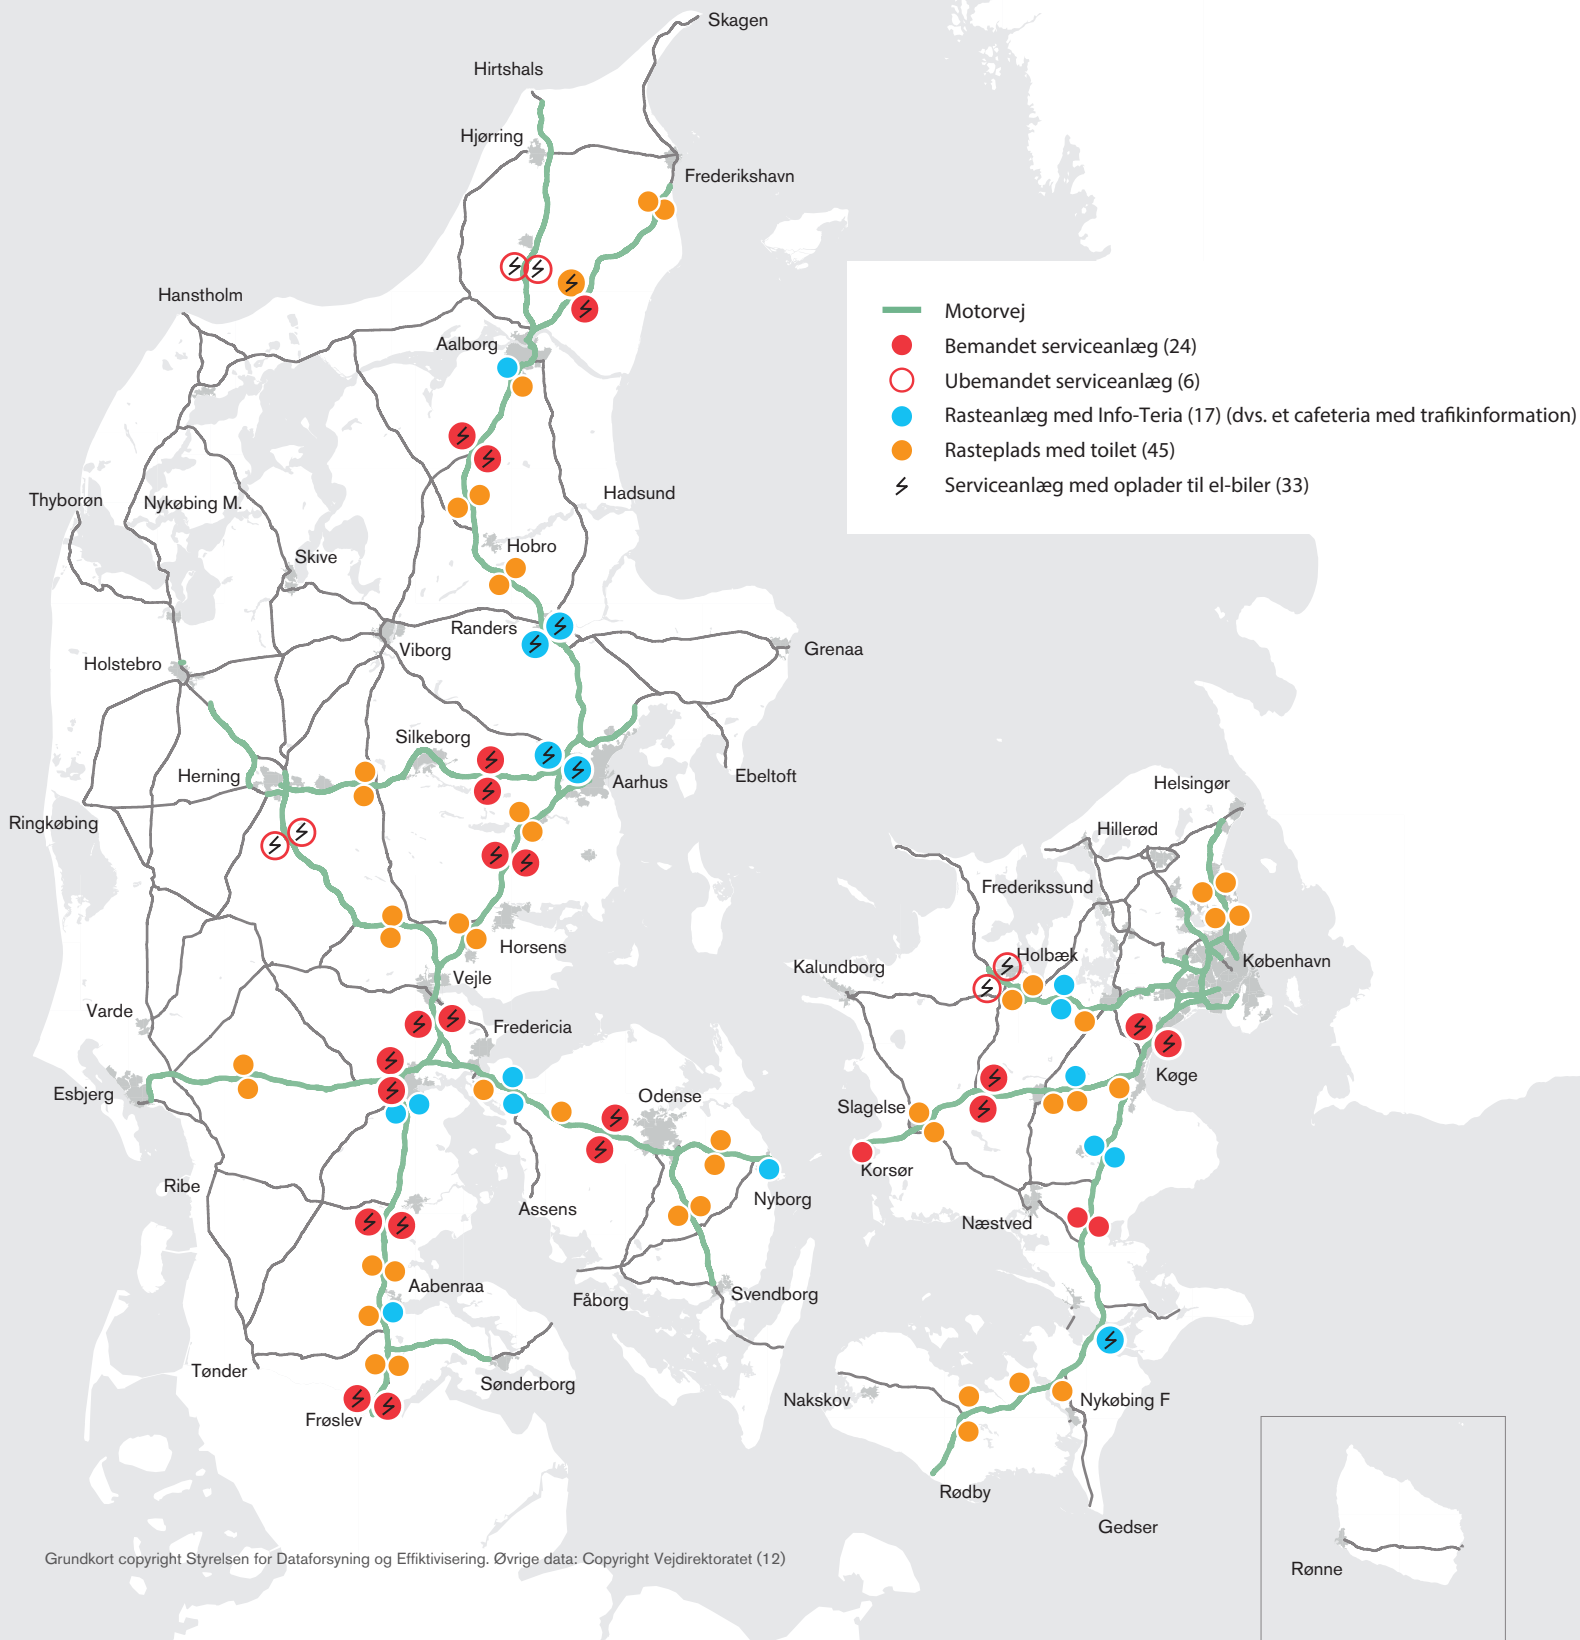 Skagen
Hirtshals
Hjørring
Frederikshavn
Hanstholm
Aalborg
Motorvej
Bemandet serviceanlæg (24)
Ubemandet serviceanlæg (6)
Rasteanlæg med Info-Teria (17) (dvs. et cafeteria med trafikinformation)
Rasteplads med toilet (45)
Serviceanlæg med oplader til el-biler (33)
Thyborøn
Nykøbing M.
Hadsund
Skive
Hobro
Randers
Viborg
Grenaa
Holstebro
Silkeborg
Herning
Aarhus
Ebeltoft
Ringkøbing
Helsingør
Hillerød
Frederikssund
Horsens
Holbæk
København
Kalundborg
Vejle
Varde
Fredericia
Esbjerg
Odense
Køge
Slagelse
Korsør
Ribe
Assens
Nyborg
Næstved
Aabenraa
Fåborg
Svendborg
Tønder
Sønderborg
Nakskov
Nykøbing F
Frøslev
Rødby
Gedser
Grundkort copyright Styrelsen for Dataforsyning og Effiktivisering. Øvrige data: Copyright Vejdirektoratet (12)
Rønne